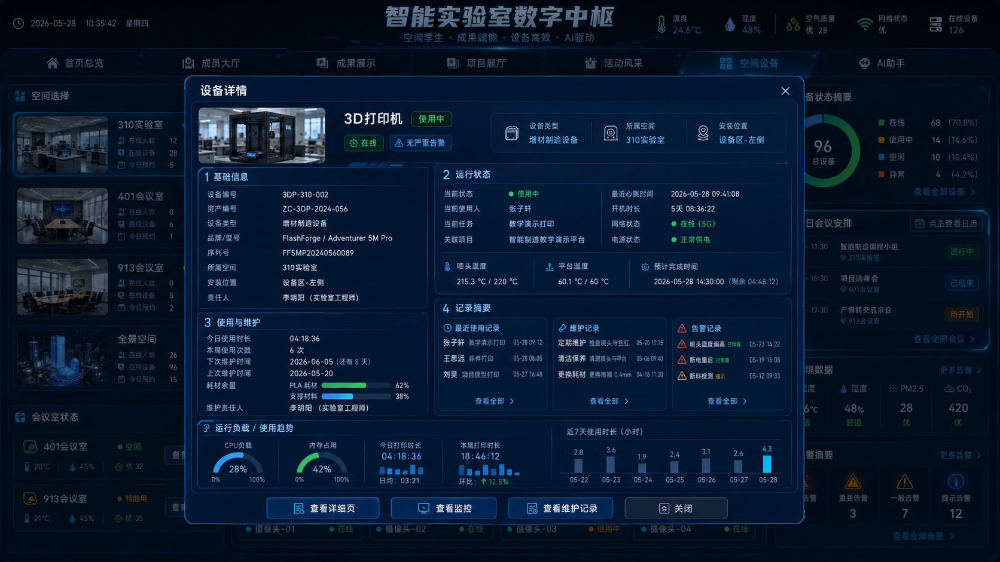 2026-05-28 10:35:42 星期四
智能实验室数字中枢
空间孪生 · 成果赋能 · 设备高效 · AI驱动
温度 24.6°C
湿度 48%
空气质量 优 28
网络状态 优
在线设备 126
首页总览
成员大厅
成果展示
项目展厅
活动风采
空间设备
AI助手
空间选择
310实验室
在线人数 12
在线设备 28
今日预约 5
401会议室
在线人数 0
在线设备 6
今日预约 1
913会议室
在线人数 0
在线设备 5
今日预约 2
全景空间
在线人数 26
在线设备 96
今日预约 15
会议室状态
401会议室 空闲
20°C 45% 优 32
913会议室
21°C 45% 优 35
设备详情
3D打印机 使用中
在线 无严重告警
设备类型
增材制造设备
所属空间
310实验室
安装位置
设备区-左侧
1 基础信息
设备编号 3DP-310-002
资产编号 ZC-3DP-2024-056
设备类型 增材制造设备
品牌/型号 FlashForge / Adventurer 5M Pro
序列号 FF5MP20240560089
所属空间 310实验室
安装位置 设备区-左侧
责任人 李明阳（实验室工程师）
2 运行状态
当前状态 使用中
当前使用人 张子轩
当前任务 教学演示打印
关联项目 智能制造教学演示平台
最近心跳时间 2026-05-28 09:41:08
开机时长 5天 08:36:22
网络状态 在线（5G）
电源状态 正常供电
喷头温度
215.3 °C / 220 °C
平台温度
60.1 °C / 60 °C
预计完成时间
2026-05-28 14:30:00（剩余 04:48:12）
3 使用与维护
今日使用时长 04:18:36
本周使用次数 6 次
下次维护时间 2026-06-05（还有 8 天）
上次维护时间 2026-05-20
耗材余量 PLA 耗材 62%
支撑材料 38%
维护责任人 李明阳 （实验室工程师）
4 记录摘要
最近使用记录
张子轩 教学演示打印 05-28 09:12
王思远 样件打印 05-28 08:05
刘昊 项目原型打印 05-27 16:48
查看全部 >
维护记录
定期维护 检查喷头与丝杠 05-20 10:15
清洁保养 清理喷头与平台 05-06 09:40
更换耗材 更换喷嘴 0.4mm 04-18 11:20
查看全部 >
告警记录
喷头温度偏高 已恢复 05-23 14:22
断电重启 已恢复 05-19 16:08
断料检测 提示 05-12 09:33
查看全部 >
运行负载 / 使用趋势
CPU负载
28%
0% 100%
内存占用
42%
0% 100%
今日打印时长
04:18:36
日均：03:21
本周打印时长
18:46:12
环比：↑ 12.5%
近7天使用时长（小时）
2.8 3.6 1.9 2.4 3.1 2.6 4.3
05-22 05-23 05-24 05-25 05-26 05-27 05-28
查看详细页
查看监控
查看维护记录
关闭
备状态摘要
96
总设备
在线 68 (70.8%)
使用中 14 (14.6%)
空闲 10 (10.4%)
异常 4 (4.2%)
查看全部设备 >
日会议安排 点击查看日历
- 11:30 智能制造课程小组 进行中
@ 310实验室
- 15:30 已结束
@ 401会议室
- 17:30 待开始
@ 913会议室
查看全部会议 >
境数据 更多告警 >
湿度 PM2.5 CO₂
6°C 48% 28 420
适 舒适 优 优
警摘要 更多告警 >
告警 重要告警 一般告警 提示告警
3 7 12
查看全部告警 >
摄像头-01 在线
摄像头-02 在线
摄像头-03 使用中
摄像头-04 在线